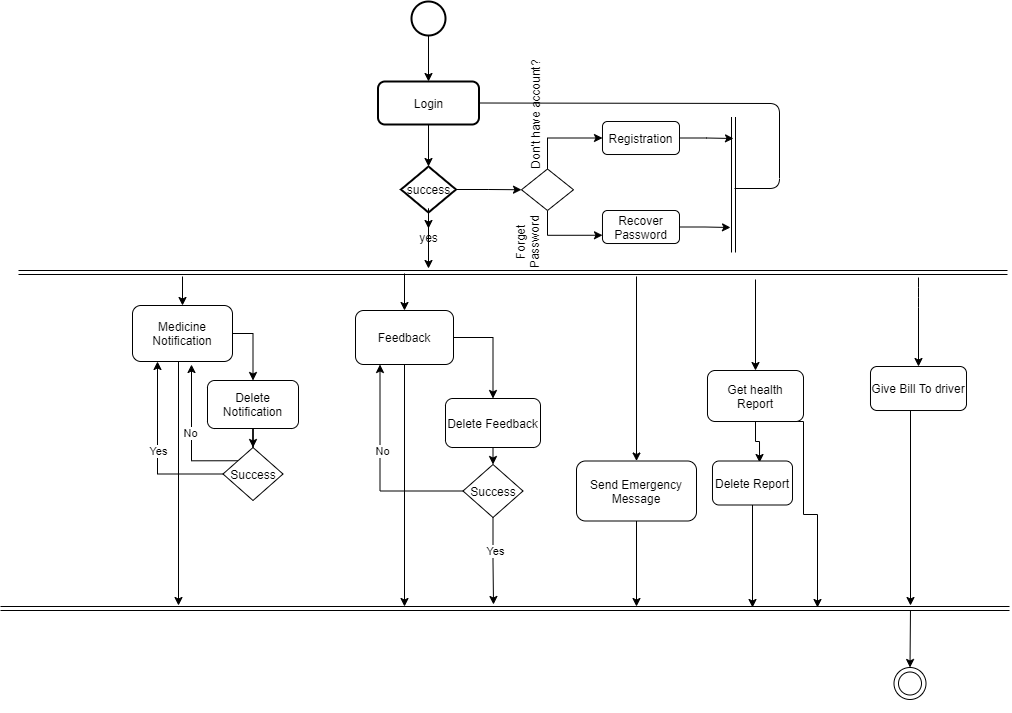 Login
Don't have account?
Registration
success
Recover
Password
Forget
Password
yes
Medicine
Notification
Feedback
Delete
Notification
Get health
Report
Give Bill To driver
Delete Feedback
No
Yes
Success
No
Success
Send Emergency
Message
Delete Report
Yes